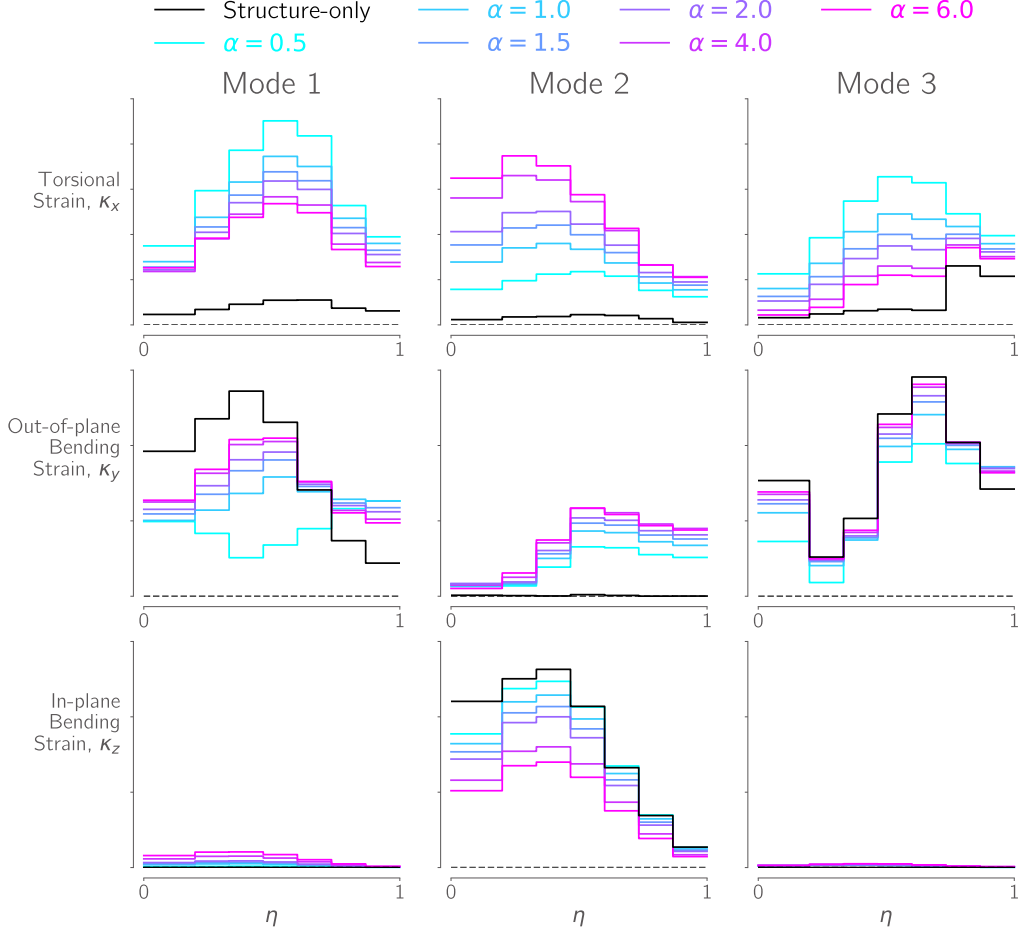 Structure-only α = 1.0 α = 2.0 α = 6.0
α = 0.5 α = 1.5 α = 4.0
Mode 1 Mode 2 Mode 3
Torsional
Strain, κx
0 1 0 1 0 1
Out-of-plane
Bending
Strain, κy
0 1 0 1 0 1
In-plane
Bending
Strain, κz
0 1 0 1 0 1
η η η